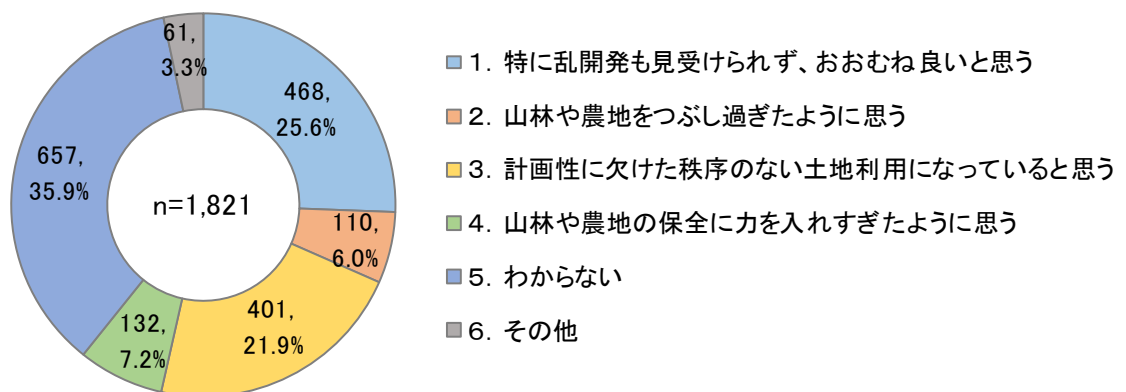 61,
3.3%
468,
25.6%
657,
35.9%
n=1,821
110,
6.0%
401,
21.9%
132,
7.2%
1．特に乱開発も見受けられず、おおむね良いと思う
2．山林や農地をつぶし過ぎたように思う
3．計画性に欠けた秩序のない土地利用になっていると思う
4．山林や農地の保全に力を入れすぎたように思う
5．わからない
6．その他